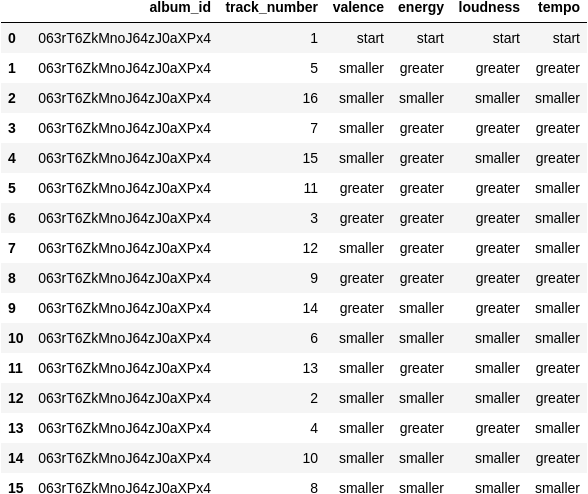 album_id track_number valence energy loudness tempo
0 063rT6ZkMnoJ64zJ0aXPx4 1 start start start start
1 063rT6ZkMnoJ64zJ0aXPx4 5 smaller greater greater greater
2 063rT6ZkMnoJ64zJ0aXPx4 16 smaller smaller smaller smaller
3 063rT6ZkMnoJ64zJ0aXPx4 7 smaller greater greater greater
4 063rT6ZkMnoJ64zJ0aXPx4 15 smaller greater smaller greater
5 063rT6ZkMnoJ64zJ0aXPx4 11 greater greater greater smaller
6 063rT6ZkMnoJ64zJ0aXPx4 3 greater greater greater smaller
7 063rT6ZkMnoJ64zJ0aXPx4 12 smaller greater greater smaller
8 063rT6ZkMnoJ64zJ0aXPx4 9 greater greater greater greater
9 063rT6ZkMnoJ64zJ0aXPx4 14 greater smaller greater smaller
10 063rT6ZkMnoJ64zJ0aXPx4 6 smaller smaller smaller smaller
11 063rT6ZkMnoJ64zJ0aXPx4 13 smaller greater smaller greater
12 063rT6ZkMnoJ64zJ0aXPx4 2 smaller smaller smaller greater
13 063rT6ZkMnoJ64zJ0aXPx4 4 smaller greater greater smaller
14 063rT6ZkMnoJ64zJ0aXPx4 10 smaller smaller smaller greater
15 063rT6ZkMnoJ64zJ0aXPx4 8 smaller smaller smaller smaller